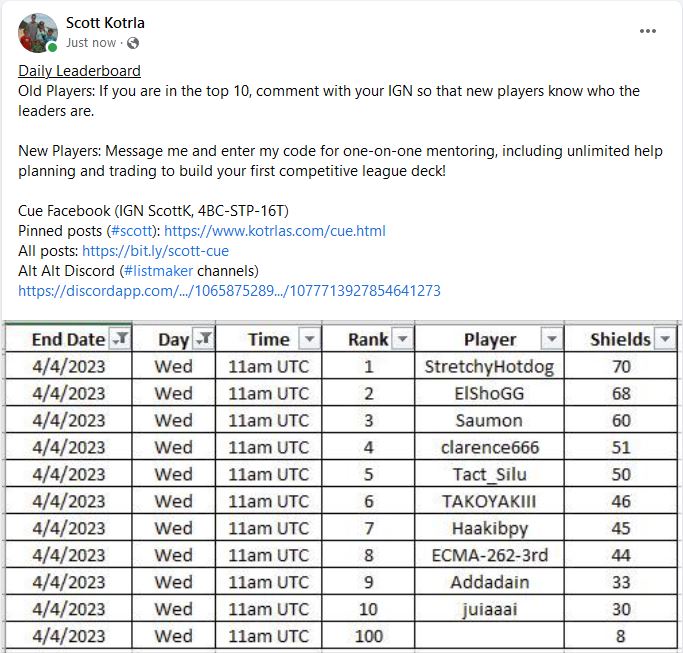 Scott Kotrla
Just now ·
Daily Leaderboard
Old Players: If you are in the top 10, comment with your IGN so that new players know who the
leaders are.
New Players: Message me and enter my code for one-on-one mentoring, including unlimited help
planning and trading to build your first competitive league deck!
Cue Facebook (IGN ScottK, 4BC-STP-16T)
Pinned posts (#scott): https://www.kotrlas.com/cue.html
All posts: https://bit.ly/scott-cue
Alt Alt Discord (#listmaker channels)
https://discordapp.com/.../1065875289.../1077713927854641273
End Date Day Time Rank Player Shields
4/4/2023 Wed 11am UTC 1 StretchyHotdog 70
4/4/2023 Wed 11am UTC 2 ElShoGG 68
4/4/2023 Wed 11am UTC 3 Saumon 60
4/4/2023 Wed 11am UTC 4 clarence666 51
4/4/2023 Wed 11am UTC 5 Tact_Silu 50
4/4/2023 Wed 11am UTC 6 TAKOYAKIII 46
4/4/2023 Wed 11am UTC 7 Haakibpy 45
4/4/2023 Wed 11am UTC 8 ECMA-262-3rd 44
4/4/2023 Wed 11am UTC 9 Addadain 33
4/4/2023 Wed 11am UTC 10 juiaaai 30
4/4/2023 Wed 11am UTC 100 8